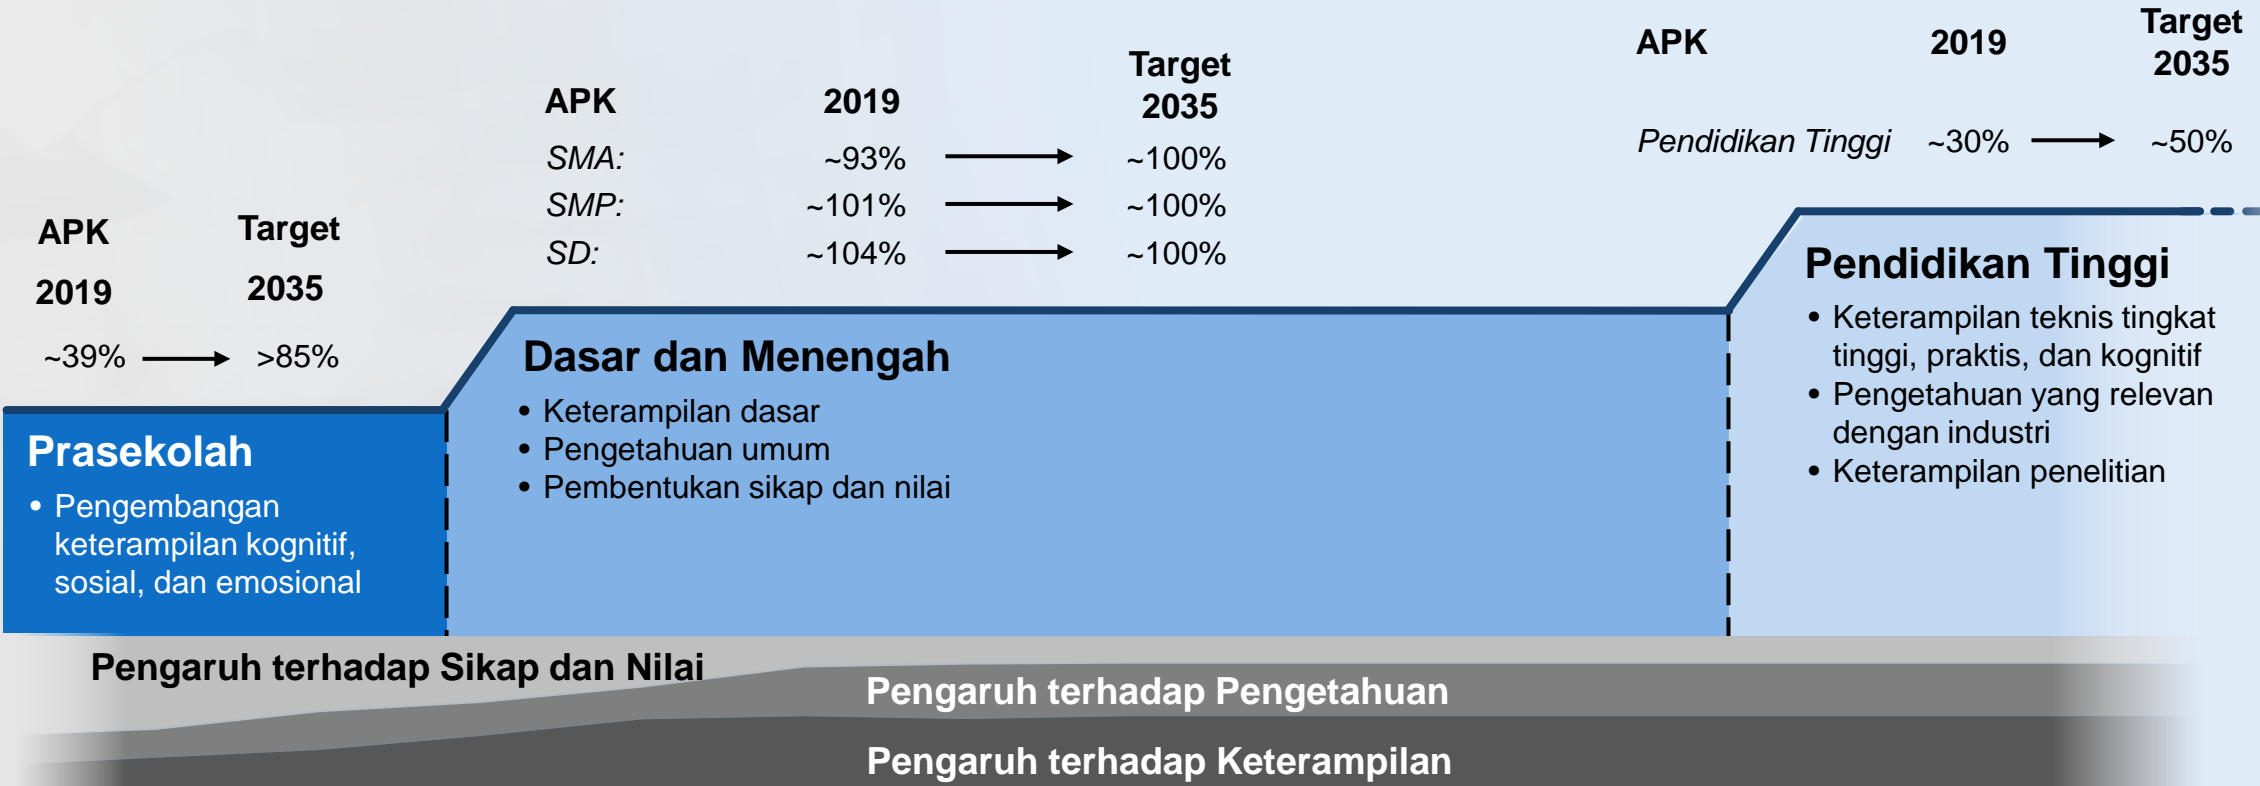 APK Target
2019 2035
~39% >85%
Prasekolah
• Pengembangan
keterampilan kognitif,
sosial, dan emosional
APK 2019 Target
2035
SMA: ~93% ~100%
SMP: ~101% ~100%
SD: ~104% ~100%
Dasar dan Menengah
• Keterampilan dasar
• Pengetahuan umum
• Pembentukan sikap dan nilai
APK 2019 Target
2035
Pendidikan Tinggi ~30% ~50%
Pendidikan Tinggi
• Keterampilan teknis tingkat
tinggi, praktis, dan kognitif
• Pengetahuan yang relevan
dengan industri
• Keterampilan penelitian
Pengaruh terhadap Sikap dan Nilai
Pengaruh terhadap Pengetahuan
Pengaruh terhadap Keterampilan